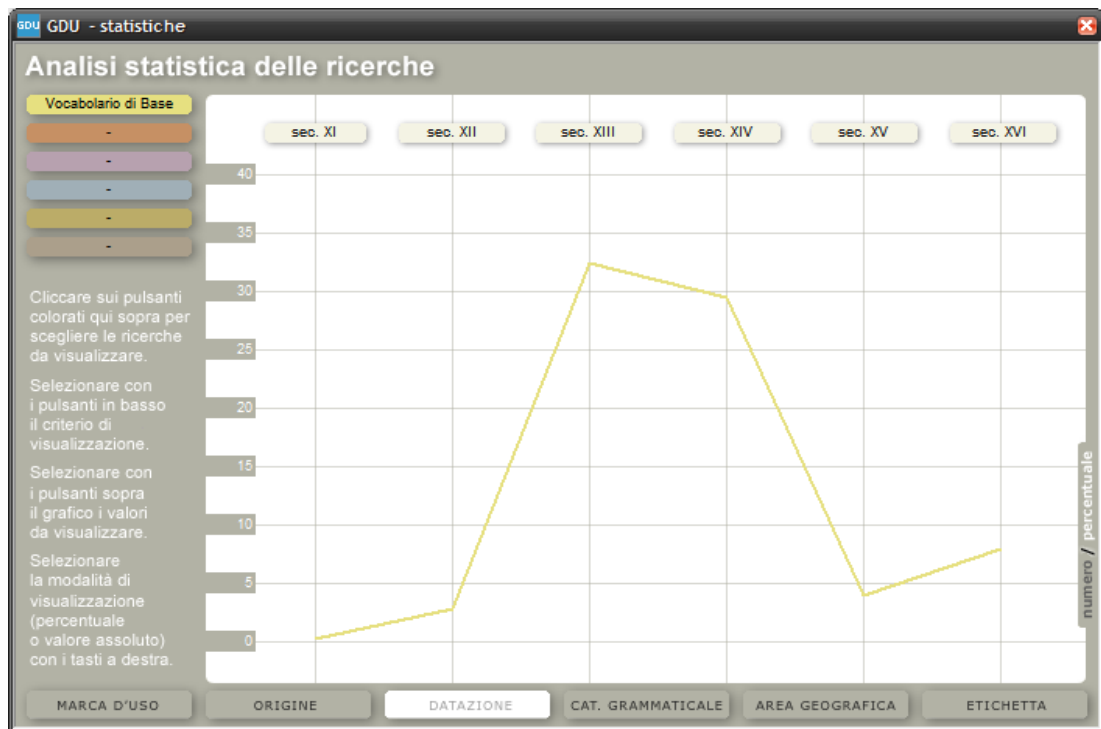 GDU GDU - statistiche
Analisi statistica delle ricerche
Vocabolario di Base
-
-
-
-
-
Cliccare sui pulsanti
colorati qui sopra per
scegliere le ricerche
da visualizzare.
Selezionare con
i pulsanti in basso
il criterio di
visualizzazione.
Selezionare con
i pulsanti sopra
il grafico i valori
da visualizzare.
Selezionare
la modalità di
visualizzazione
(percentuale
o valore assoluto)
con i tasti a destra.
sec. XI sec. XII sec. XIII sec. XIV sec. XV sec. XVI
40
35
30
25
20
15
10
5
0
numero / percentuale
MARCA D'USO ORIGINE DATAZIONE CAT. GRAMMATICALE AREA GEOGRAFICA ETICHETTA